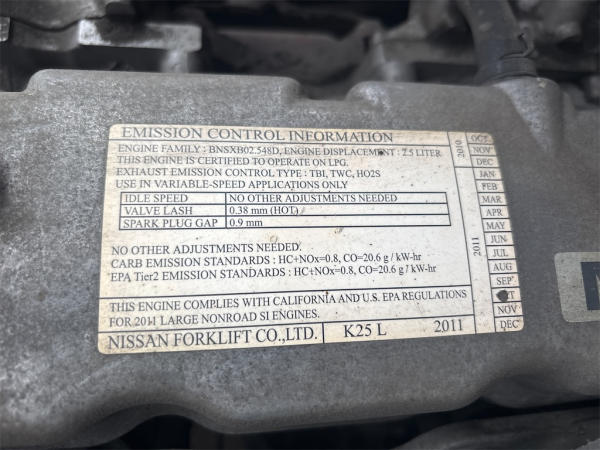 EMISSION CONTROL INFORMATION
ENGINE FAMILY : BNSXB02.548D, ENGINE DISPLACEMENT : 2.5 LITER
THIS ENGINE IS CERTIFIED TO OPERATE ON LPG.
EXHAUST EMISSION CONTROL TYPE : TBI, TWC, HO2S
USE IN VARIABLE-SPEED APPLICATIONS ONLY
IDLE SPEED NO OTHER ADJUSTMENTS NEEDED
VALVE LASH 0.38 mm (HOT)
SPARK PLUG GAP 0.9 mm
NO OTHER ADJUSTMENTS NEEDED.
CARB EMISSION STANDARDS : HC+NOx=0.8, CO=20.6 g / kW-hr
EPA Tier2 EMISSION STANDARDS : HC+NOx=0.8, CO=20.6 g / kW-hr
THIS ENGINE COMPLIES WITH CALIFORNIA AND U.S. EPA REGULATIONS
FOR 2011 LARGE NONROAD SI ENGINES.
NISSAN FORKLIFT CO.,LTD. K25 L 2011
2010
OCT
NOV
DEC
2011
JAN
FEB
MAR
APR
MAY
JUN
JUL
AUG
SEP
NOV
DEC